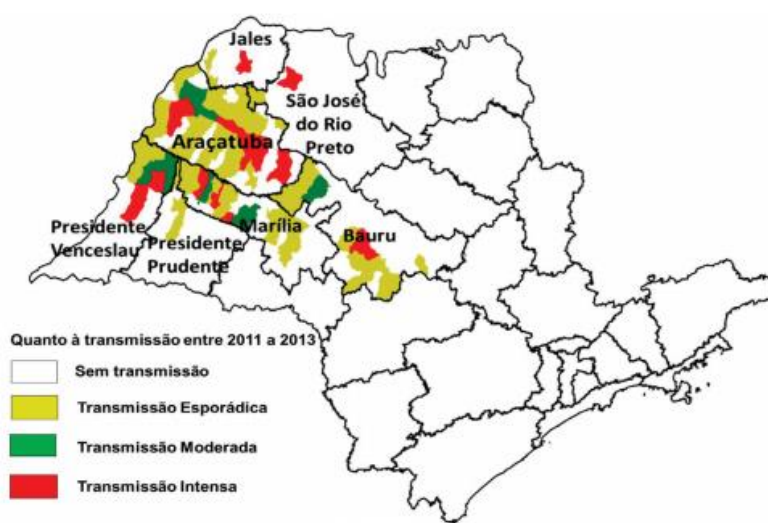 Jales
São José
do Rio
Preto
Araçatuba
Presidente
Venceslau
Presidente
Prudente
Marília
Bauru
Quanto à transmissão entre 2011 a 2013
Sem transmissão
Transmissão Esporádica
Transmissão Moderada
Transmissão Intensa